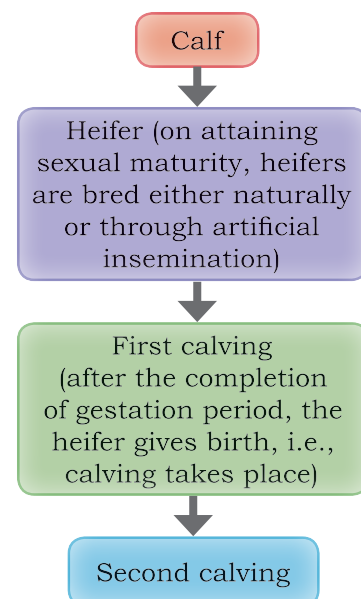 Calf
Heifer (on attaining
sexual maturity, heifers
are bred either naturally
or through artificial
insemination)
First calving
(after the completion
of gestation period, the
heifer gives birth, i.e.,
calving takes place)
Second calving